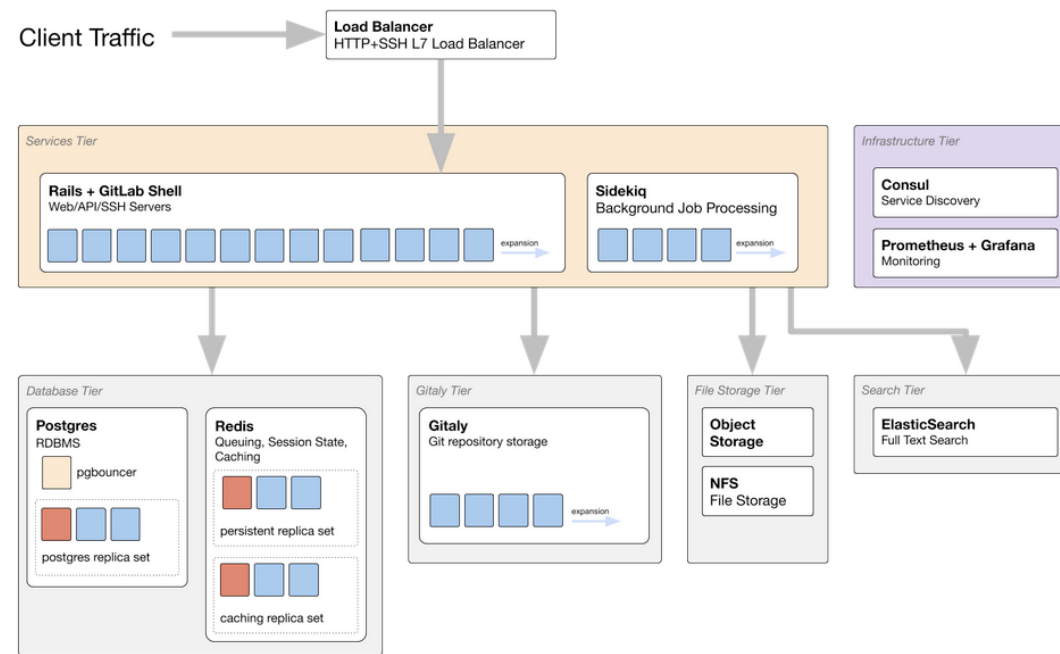 Client Traffic
Load Balancer
HTTP+SSH L7 Load Balancer
Services Tier
Rails + GitLab Shell
Web/API/SSH Servers
expansion
Sidekiq
Background Job Processing
expansion
Infrastructure Tier
Consul
Service Discovery
Prometheus + Grafana
Monitoring
Database Tier
Postgres
RDBMS
pgbouncer
postgres replica set
Redis
Queuing, Session State,
Caching
persistent replica set
caching replica set
Gitaly Tier
Gitaly
Git repository storage
expansion
File Storage Tier
Object
Storage
NFS
File Storage
Search Tier
ElasticSearch
Full Text Search